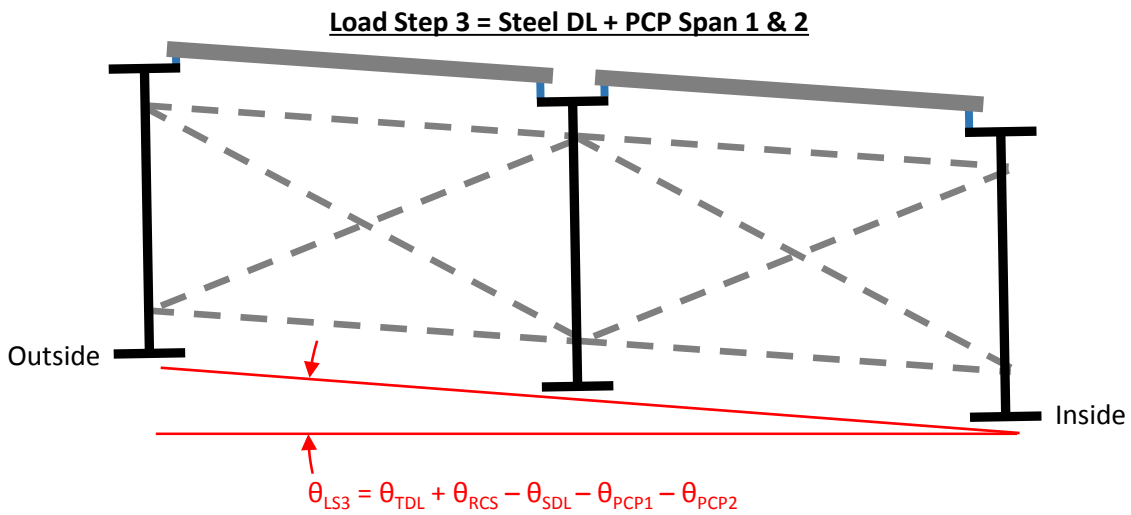 Load Step 3 = Steel DL + PCP Span 1 & 2
Outside
Inside
θLS3 = θTDL + θRCS – θSDL – θPCP1 – θPCP2